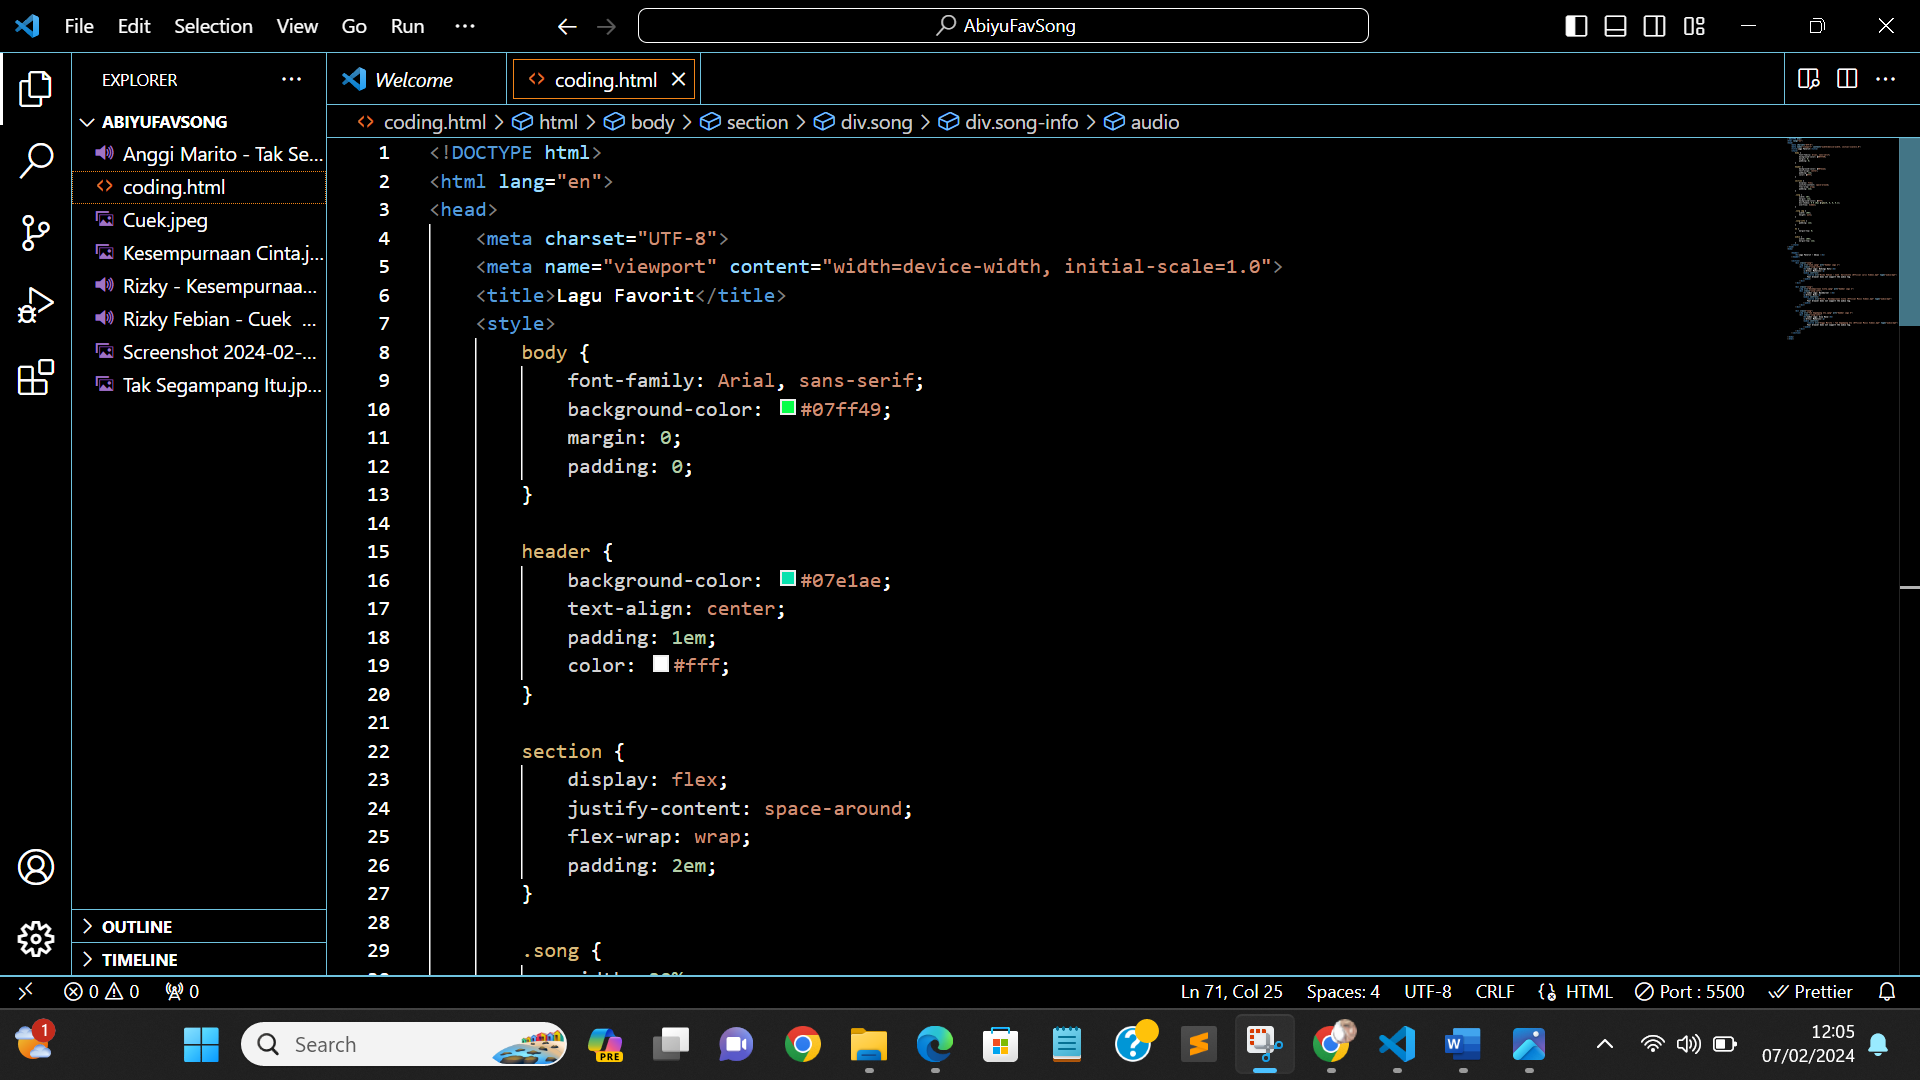 File Edit Selection View Go Run ··· AbiyuFavSong
EXPLORER ···
ABIYUFAVSONG
Anggi Marito - Tak Se...
coding.html
Cuek.jpeg
Kesempurnaan Cinta.j...
Rizky - Kesempurnaa...
Rizky Febian - Cuek ...
Screenshot 2024-02-...
Tak Segampang Itu.jp...
OUTLINE
TIMELINE
Welcome coding.html
coding.html > html > body > section > div.song > div.song-info > audio
1 <!DOCTYPE html>
2 <html lang="en">
3 <head>
4 <meta charset="UTF-8">
5 <meta name="viewport" content="width=device-width, initial-scale=1.0">
6 <title>Lagu Favorit</title>
7 <style>
8 body {
9 font-family: Arial, sans-serif;
10 background-color: #07ff49;
11 margin: 0;
12 padding: 0;
13 }
14
15 header {
16 background-color: #07e1ae;
17 text-align: center;
18 padding: 1em;
19 color: #fff;
20 }
21
22 section {
23 display: flex;
24 justify-content: space-around;
25 flex-wrap: wrap;
26 padding: 2em;
27 }
28
29 .song {
0 0 0 Ln 71, Col 25 Spaces: 4 UTF-8 CRLF HTML Port : 5500 Prettier
1 Search PRE 12:05
07/02/2024